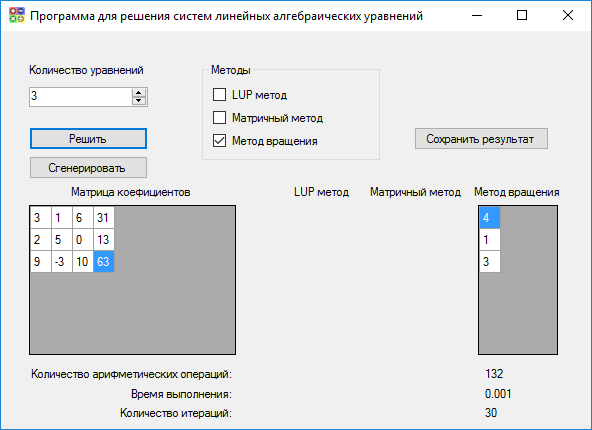 Программа для решения систем линейных алгебраических уравнений
Количество уравнений
3
Методы
LUP метод
Матричный метод
Метод вращения
Решить
Сгенерировать
Сохранить результат
Матрица коефициентов
LUP метод
Матричный метод
Метод вращения
3 1 6 31
2 5 0 13
9 -3 10 63
4
1
3
Количество арифметических операций: 132
Время выполнения: 0.001
Количество итераций: 30